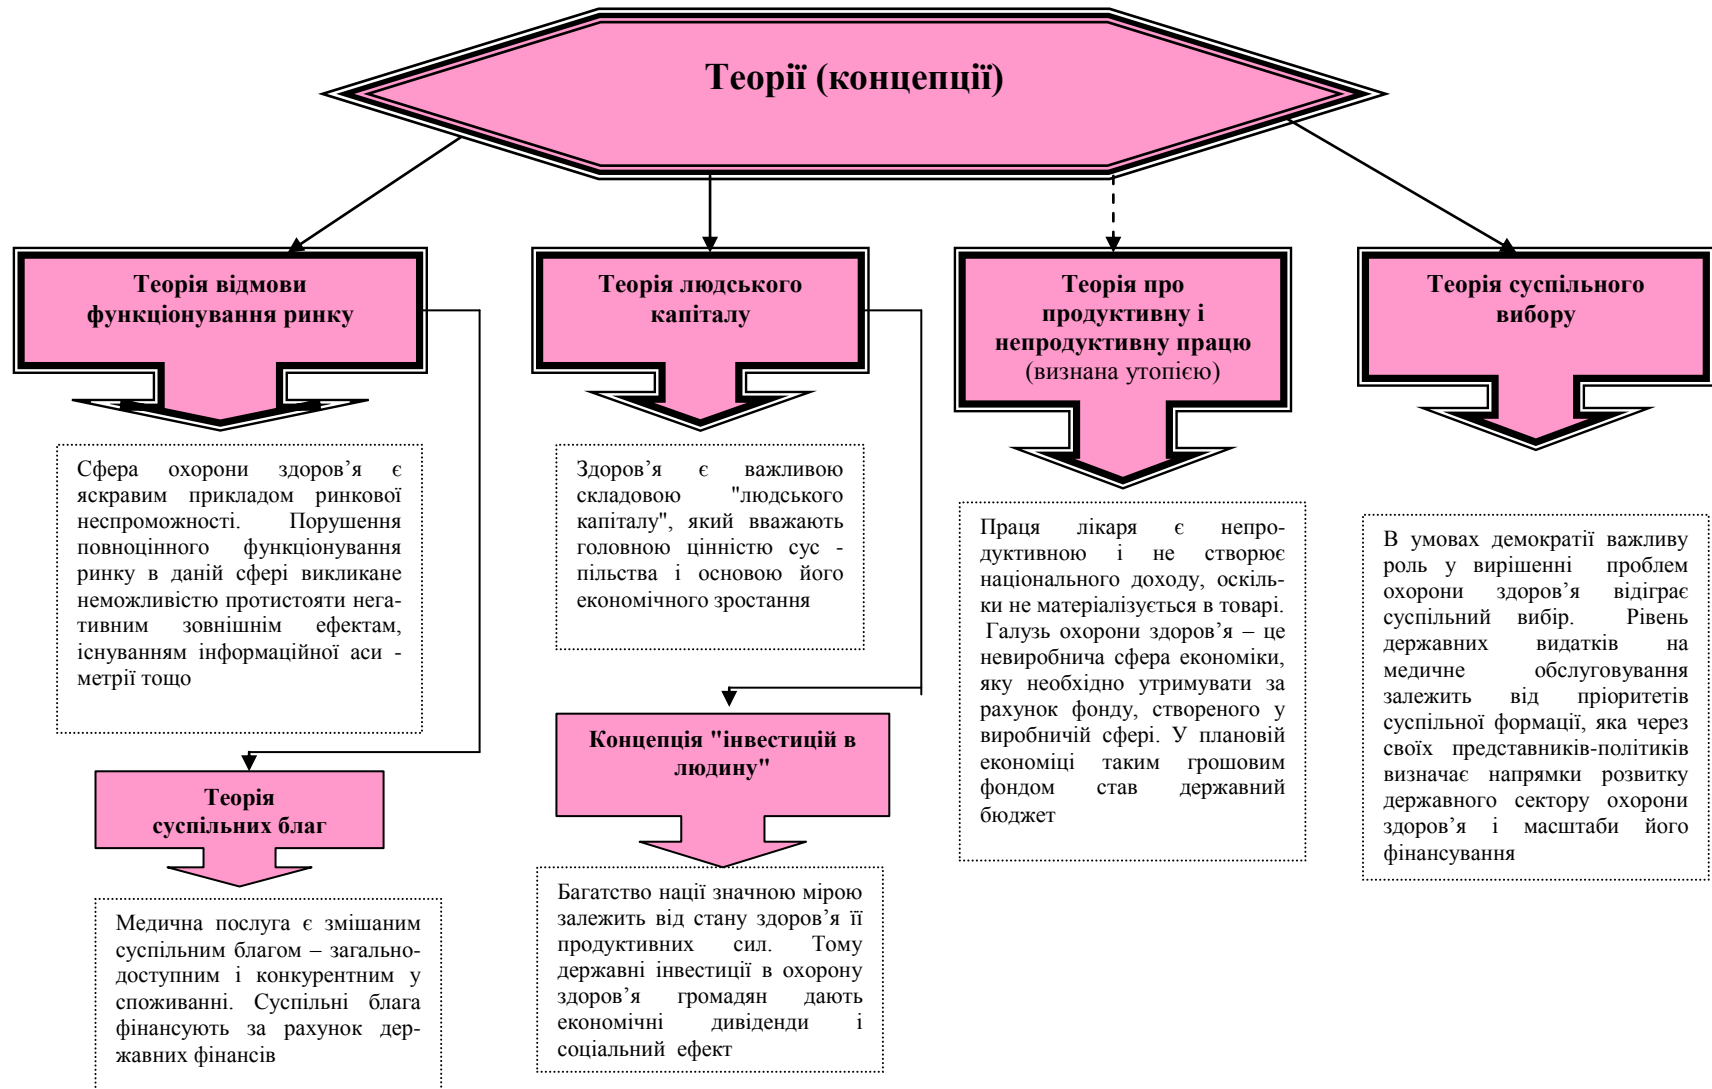 Теорії (концепції)
Теорія відмови
функціонування ринку
Сфера охорони здоров’я є
яскравим прикладом ринкової
неспроможності. Порушення
повноцінного функціонування
ринку в даній сфері викликане
неможливістю протистояти нега-
тивним зовнішнім ефектам,
існуванням інформаційної аси -
метрії тощо
Теорія
суспільних благ
Медична послуга є змішаним
суспільним благом – загально-
доступним і конкурентним у
споживанні. Суспільні блага
фінансують за рахунок дер-
жавних фінансів
Теорія людського
капіталу
Здоров’я є важливою
складовою "людського
капіталу", який вважають
головною цінністю сус -
пільства і основою його
економічного зростання
Концепція "інвестицій в
людину"
Багатство нації значною мірою
залежить від стану здоров’я її
продуктивних сил. Тому
державні інвестиції в охорону
здоров’я громадян дають
економічні дивіденди і
соціальний ефект
Теорія про
продуктивну і
непродуктивну працю
(визнана утопією)
Праця лікаря є непро-
дуктивною і не створює
національного доходу, оскіль-
ки не матеріалізується в товарі.
Галузь охорони здоров’я – це
невиробнича сфера економіки,
яку необхідно утримувати за
рахунок фонду, створеного у
виробничій сфері. У плановій
економіці таким грошовим
фондом став державний
бюджет
Теорія суспільного
вибору
В умовах демократії важливу
роль у вирішенні проблем
охорони здоров’я відіграє
суспільний вибір. Рівень
державних видатків на
медичне обслуговування
залежить від пріоритетів
суспільної формації, яка через
своїх представників-політиків
визначає напрямки розвитку
державного сектору охорони
здоров’я і масштаби його
фінансування